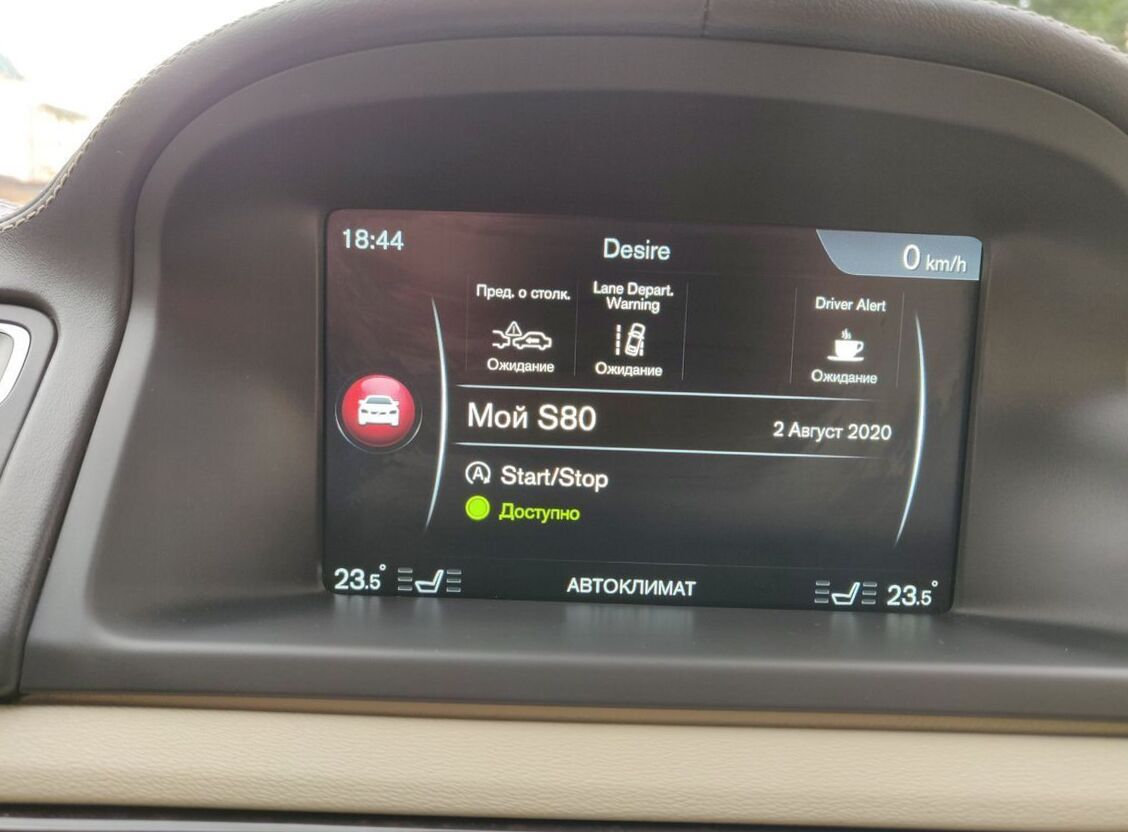 18:44
Desire
0 km/h
Пред. о столк.
Ожидание
Lane Depart.
Warning
Ожидание
Driver Alert
Ожидание
Мой S80
2 Август 2020
A Start/Stop
Доступно
23.5°
АВТОКЛИМАТ
23.5°